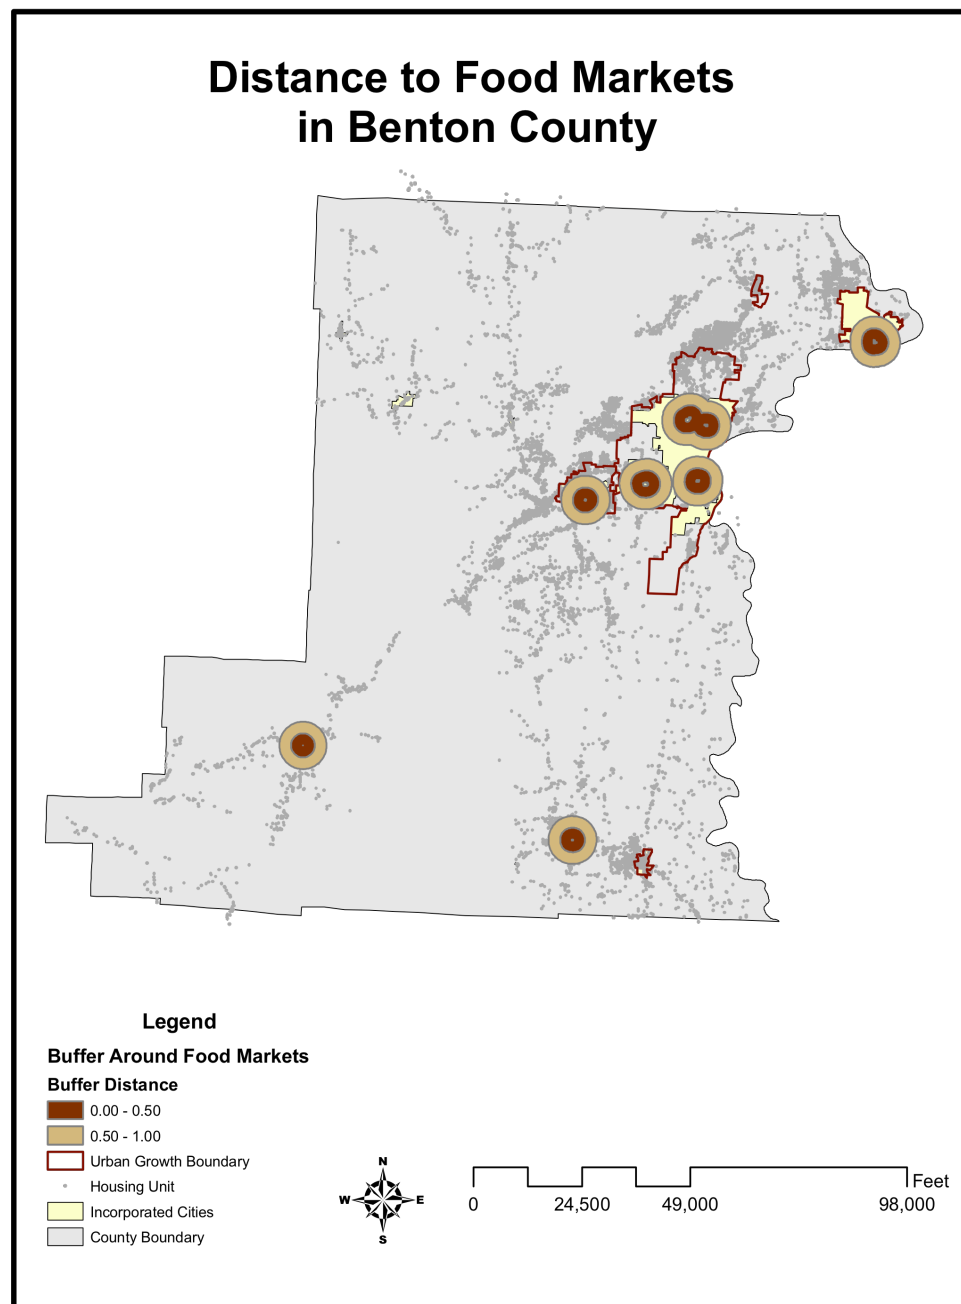 Distance to Food Markets
in Benton County
Legend
Buffer Around Food Markets
Buffer Distance
0.00 - 0.50
0.50 - 1.00
Urban Growth Boundary
Housing Unit
Incorporated Cities
County Boundary
N
W E
S
Feet
0 24,500 49,000 98,000